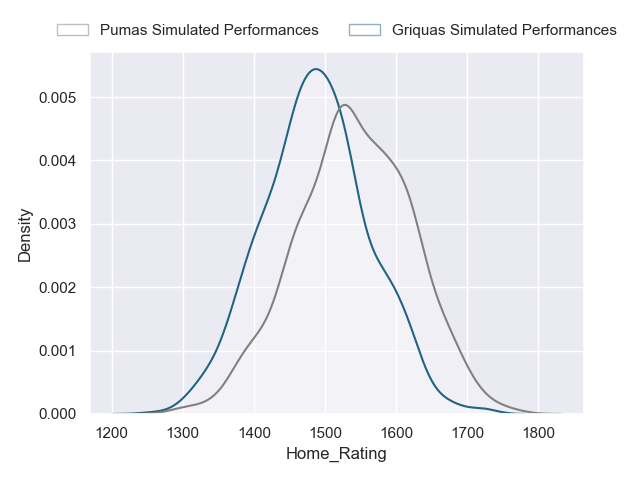 Pumas Simulated Performances Griquas Simulated Performances
0.005
0.004
0.003
0.002
0.001
0.000
Density
1200 1300 1400 1500 1600 1700 1800
Home_Rating